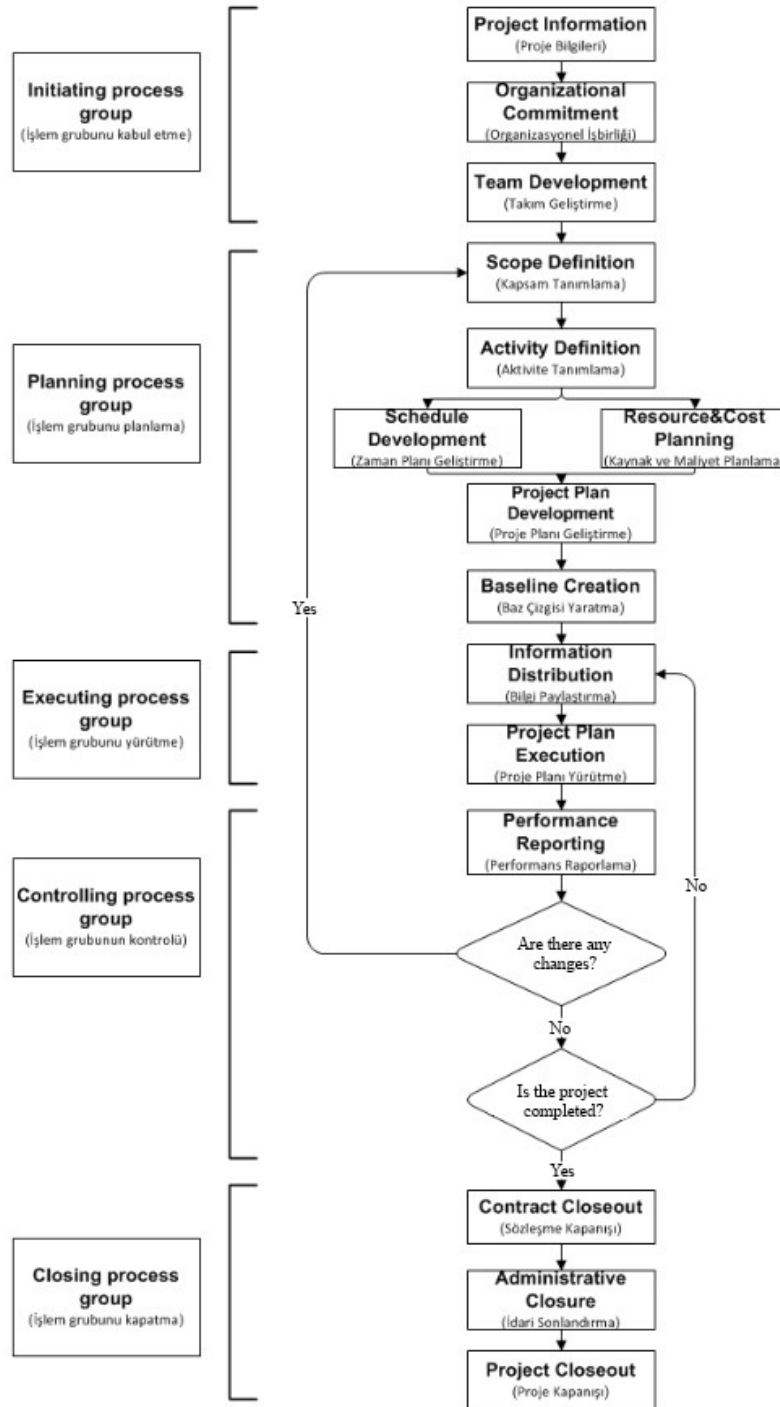 Project Information
(Proje Bilgileri)
Initiating process
group
(İşlem grubunu kabul etme)
Organizational
Commitment
(Organizasyonel İşbirliği)
Team Development
(Takım Geliştirme)
Scope Definition
(Kapsam Tanımlama)
Planning process
group
(İşlem grubunu planlama)
Activity Definition
(Aktivite Tanımlama)
Schedule
Development
(Zaman Planı Geliştirme)
Resource&Cost
Planning
(Kaynak ve Maliyet Planlama
Project Plan
Development
(Proje Planı Geliştirme)
Baseline Creation
(Baz Çizgisi Yaratma)
Yes
Executing process
group
(İşlem grubunu yürütme)
Information
Distribution
(Bilgi Paylaştırma)
Project Plan
Execution
(Proje Planı Yürütme)
Performance
Reporting
(Performans Raporlama)
Controlling process
group
(İşlem grubunun kontrolü)
No
Are there any
changes?
No
Is the project
completed?
Yes
Contract Closeout
(Sözleşme Kapanışı)
Closing process
group
(İşlem grubunu kapatma)
Administrative
Closure
(İdari Sonlandırma)
Project Closeout
(Proje Kapanışı)